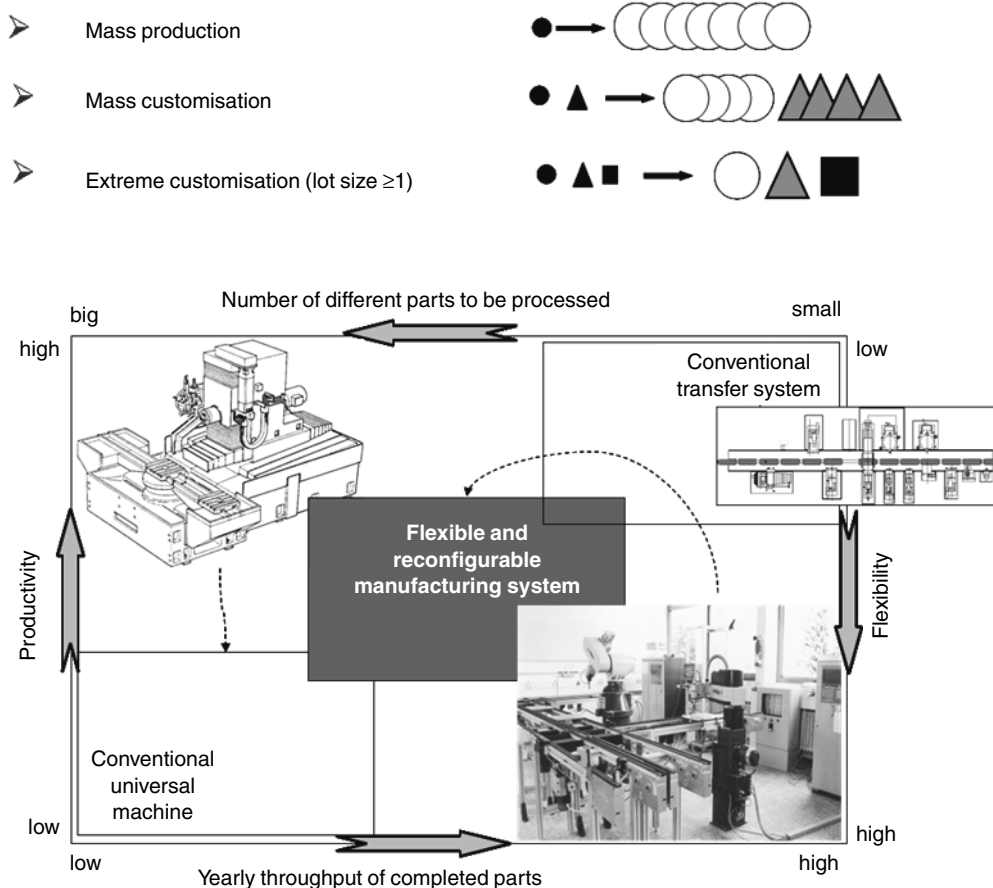 Mass production
Mass customisation
Extreme customisation (lot size ≥1)
Number of different parts to be processed
big
small
high
low
Conventional
transfer system
Flexible and
reconfigurable
manufacturing system
Productivity
Flexibility
Conventional
universal
machine
low
high
low
high
Yearly throughput of completed parts